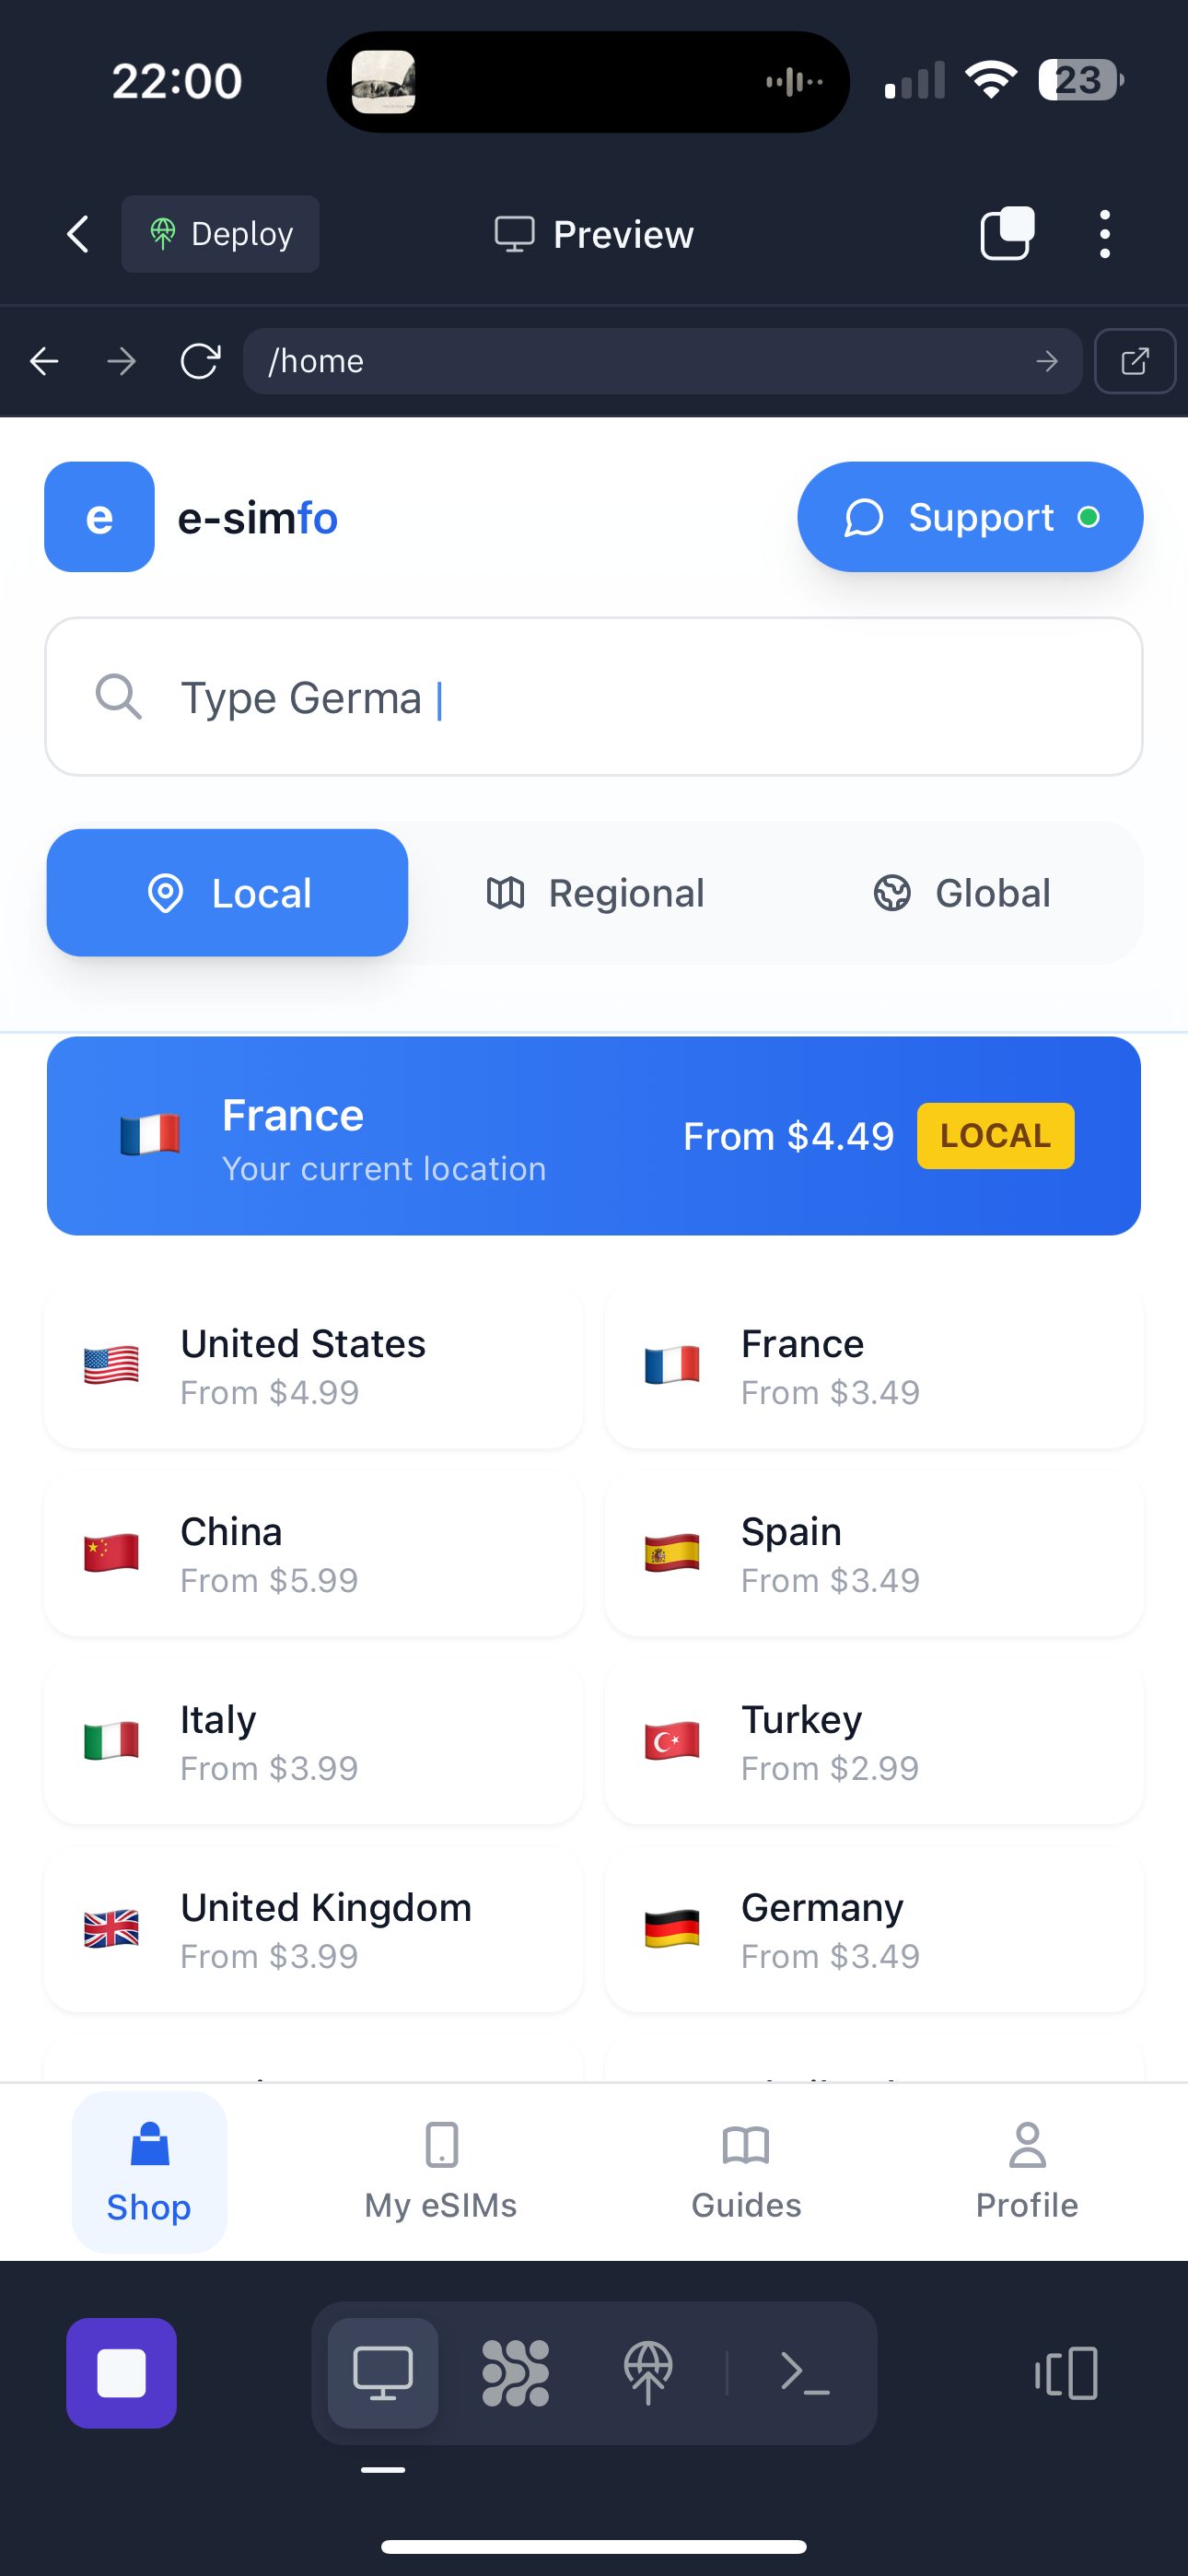 22:00
23
Deploy
Preview
/home
e
e-simfo
Support
Type Germa
Local
Regional
Global
France
Your current location
From $4.49
LOCAL
United States
From $4.99
France
From $3.49
China
From $5.99
Spain
From $3.49
Italy
From $3.99
Turkey
From $2.99
United Kingdom
From $3.99
Germany
From $3.49
Shop
My eSIMs
Guides
Profile